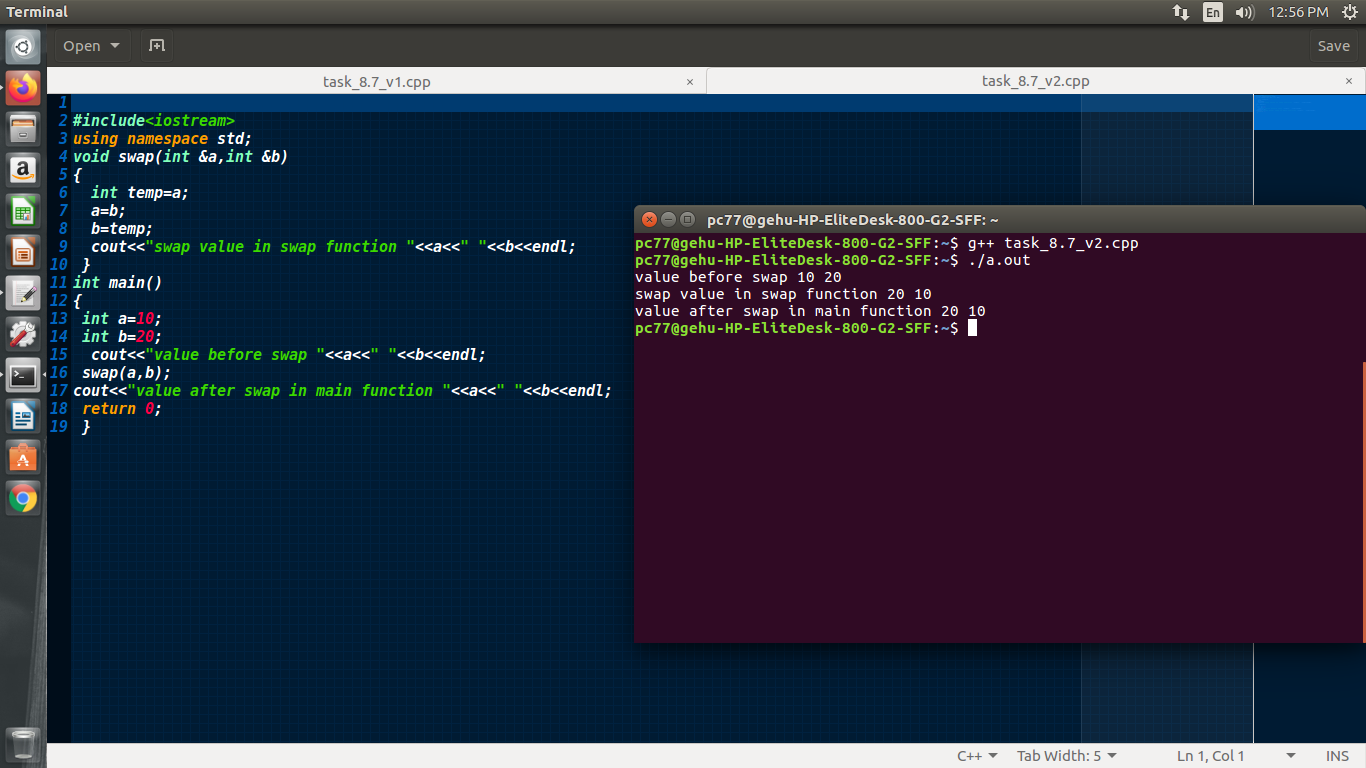 Terminal
En
12:56 PM
Open
Save
task_8.7_v1.cpp ×
task_8.7_v2.cpp ×
1
2 #include<iostream>
3 using namespace std;
4 void swap(int &a,int &b)
5 {
6   int temp=a;
7   a=b;
8   b=temp;
9   cout<<"swap value in swap function "<<a<<" "<<b<<endl;
10  }
11 int main()
12 {
13  int a=10;
14  int b=20;
15   cout<<"value before swap "<<a<<" "<<b<<endl;
16  swap(a,b);
17 cout<<"value after swap in main function "<<a<<" "<<b<<endl;
18  return 0;
19  }
pc77@gehu-HP-EliteDesk-800-G2-SFF: ~
pc77@gehu-HP-EliteDesk-800-G2-SFF:~$ g++ task_8.7_v2.cpp
pc77@gehu-HP-EliteDesk-800-G2-SFF:~$ ./a.out
value before swap 10 20
swap value in swap function 20 10
value after swap in main function 20 10
pc77@gehu-HP-EliteDesk-800-G2-SFF:~$
C++
Tab Width: 5
Ln 1, Col 1
INS